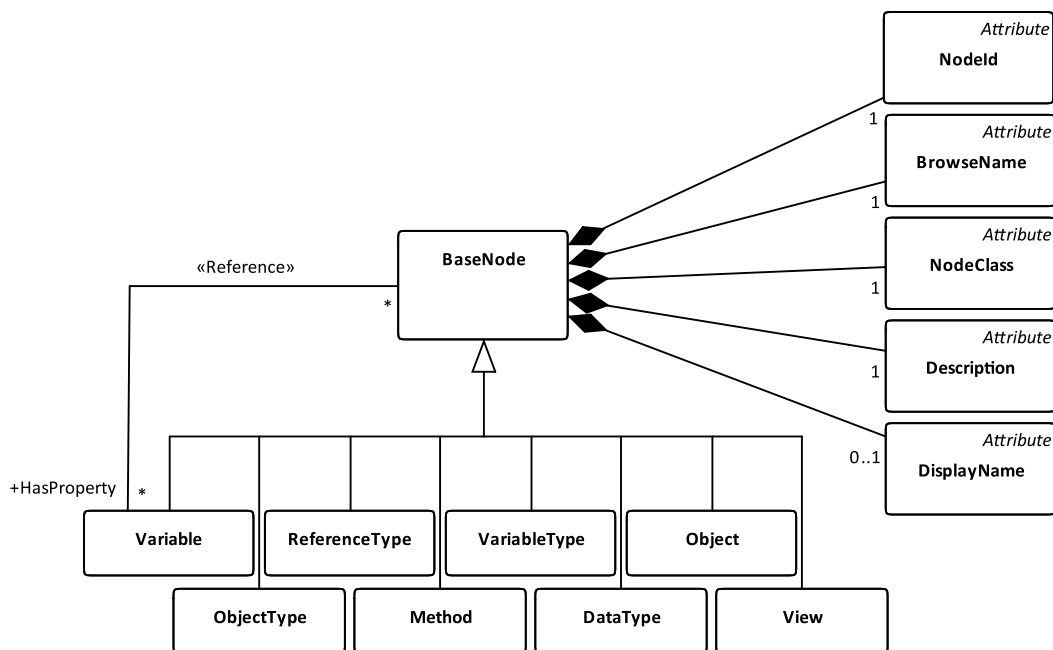 Attribute
NodeId
1
Attribute
BrowseName
1
Attribute
NodeClass
1
Attribute
Description
1
Attribute
DisplayName
0..1
BaseNode
«Reference»
*
+HasProperty
*
Variable
ReferenceType
VariableType
Object
ObjectType
Method
DataType
View